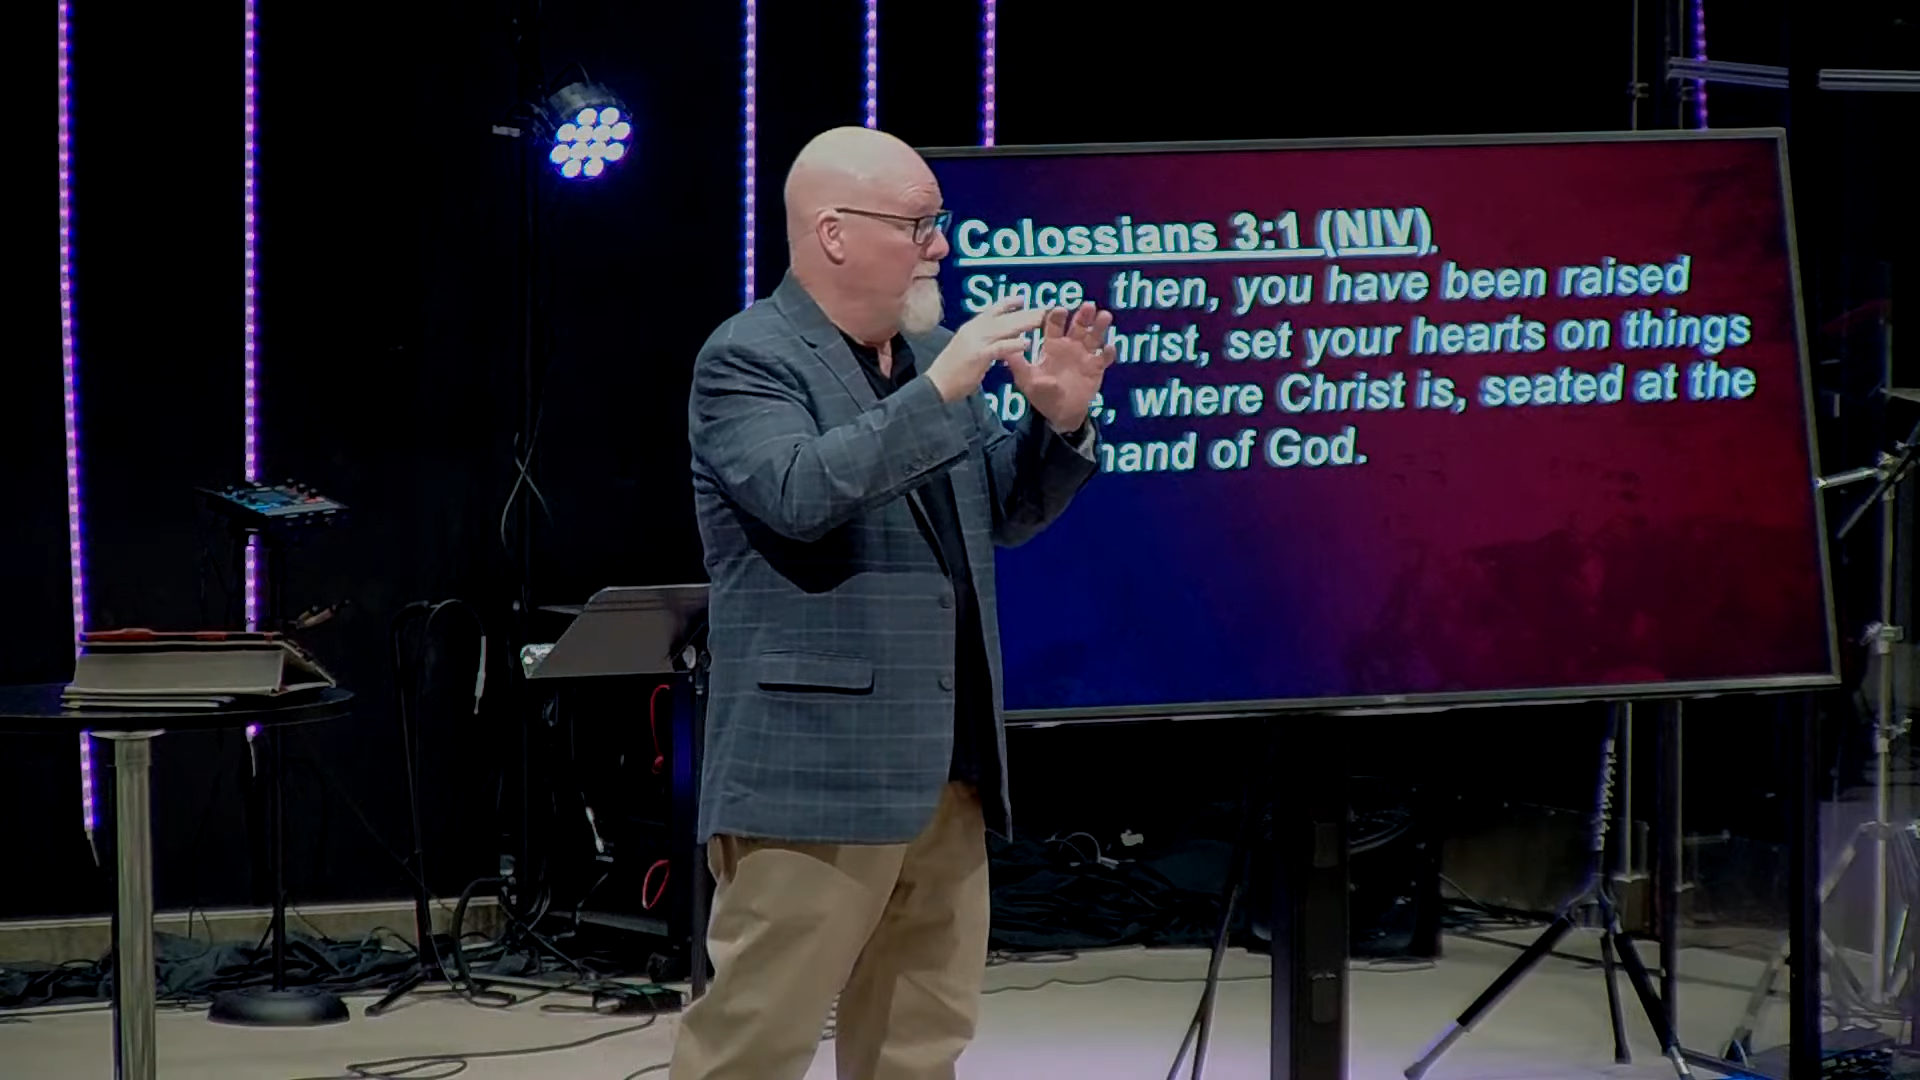 Colossians 3:1 (NIV)
Since, then, you have been raised
Christ, set your hearts on things
where Christ is, seated at the
hand of God.